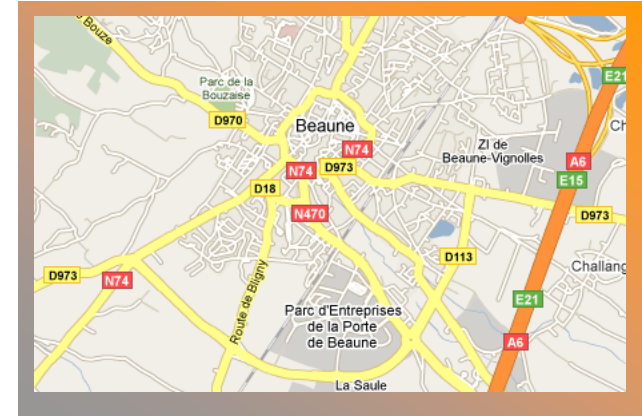 Bouze
E21
Parc de la
Bouzaise
D970
Beaune
Ch
N74
ZI de
Beaune-Vignolles
A6
N74
D973
E15
D18
N470
D973
D113
Challang
D973
N74
Route de Bligny
E21
Parc d'Entreprises
de la Porte
de Beaune
A6
La Saule